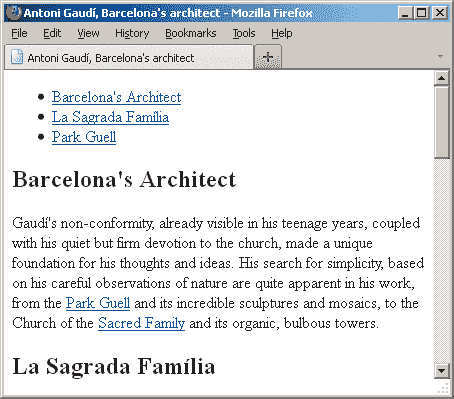 Antoni Gaudí, Barcelona's architect - Mozilla Firefox
File Edit View History Bookmarks Tools Help
Antoni Gaudí, Barcelona's architect
Barcelona's Architect
La Sagrada Família
Park Guell
Barcelona's Architect
Gaudí's non-conformity, already visible in his teenage years, coupled
with his quiet but firm devotion to the church, made a unique
foundation for his thoughts and ideas. His search for simplicity, based
on his careful observations of nature are quite apparent in his work,
from the Park Guell and its incredible sculptures and mosaics, to the
Church of the Sacred Family and its organic, bulbous towers.
La Sagrada Família